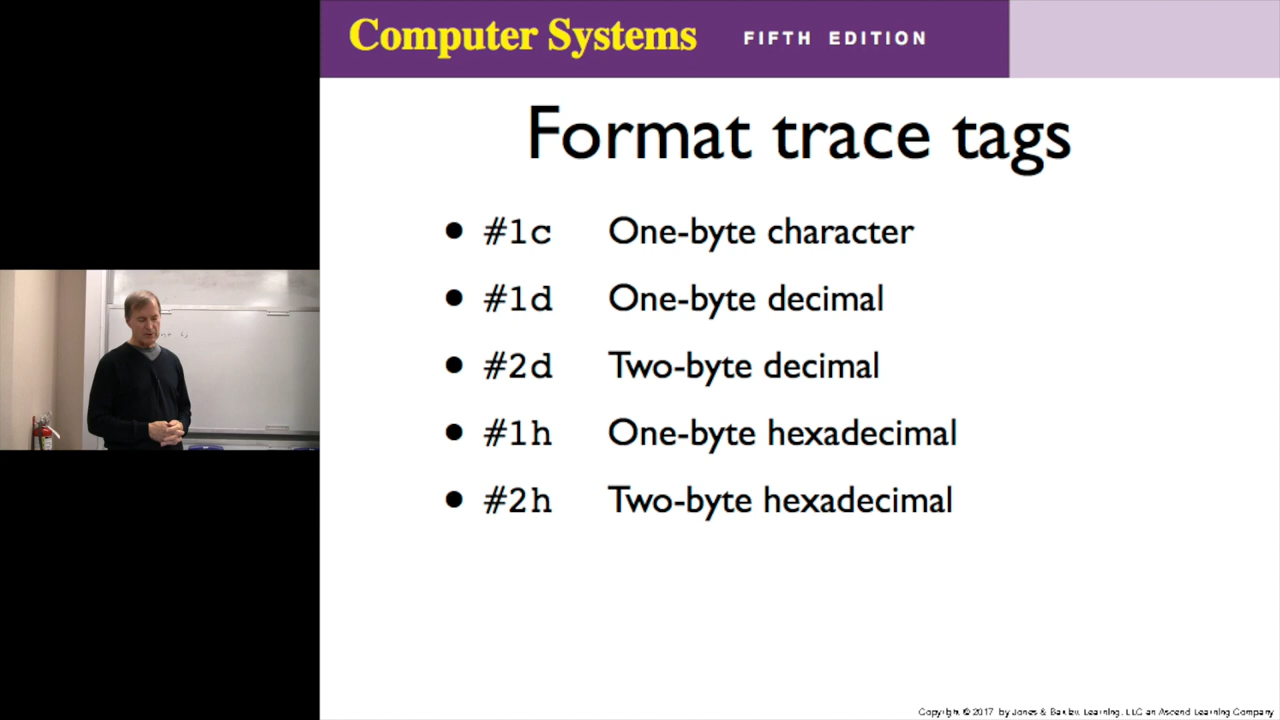 Computer Systems FIFTH EDITION
Format trace tags
• #1c One-byte character
• #1d One-byte decimal
• #2d Two-byte decimal
• #1h One-byte hexadecimal
• #2h Two-byte hexadecimal
Copyright © 2017 by Jones & Bartlett Learning, LLC an Ascend Learning Company